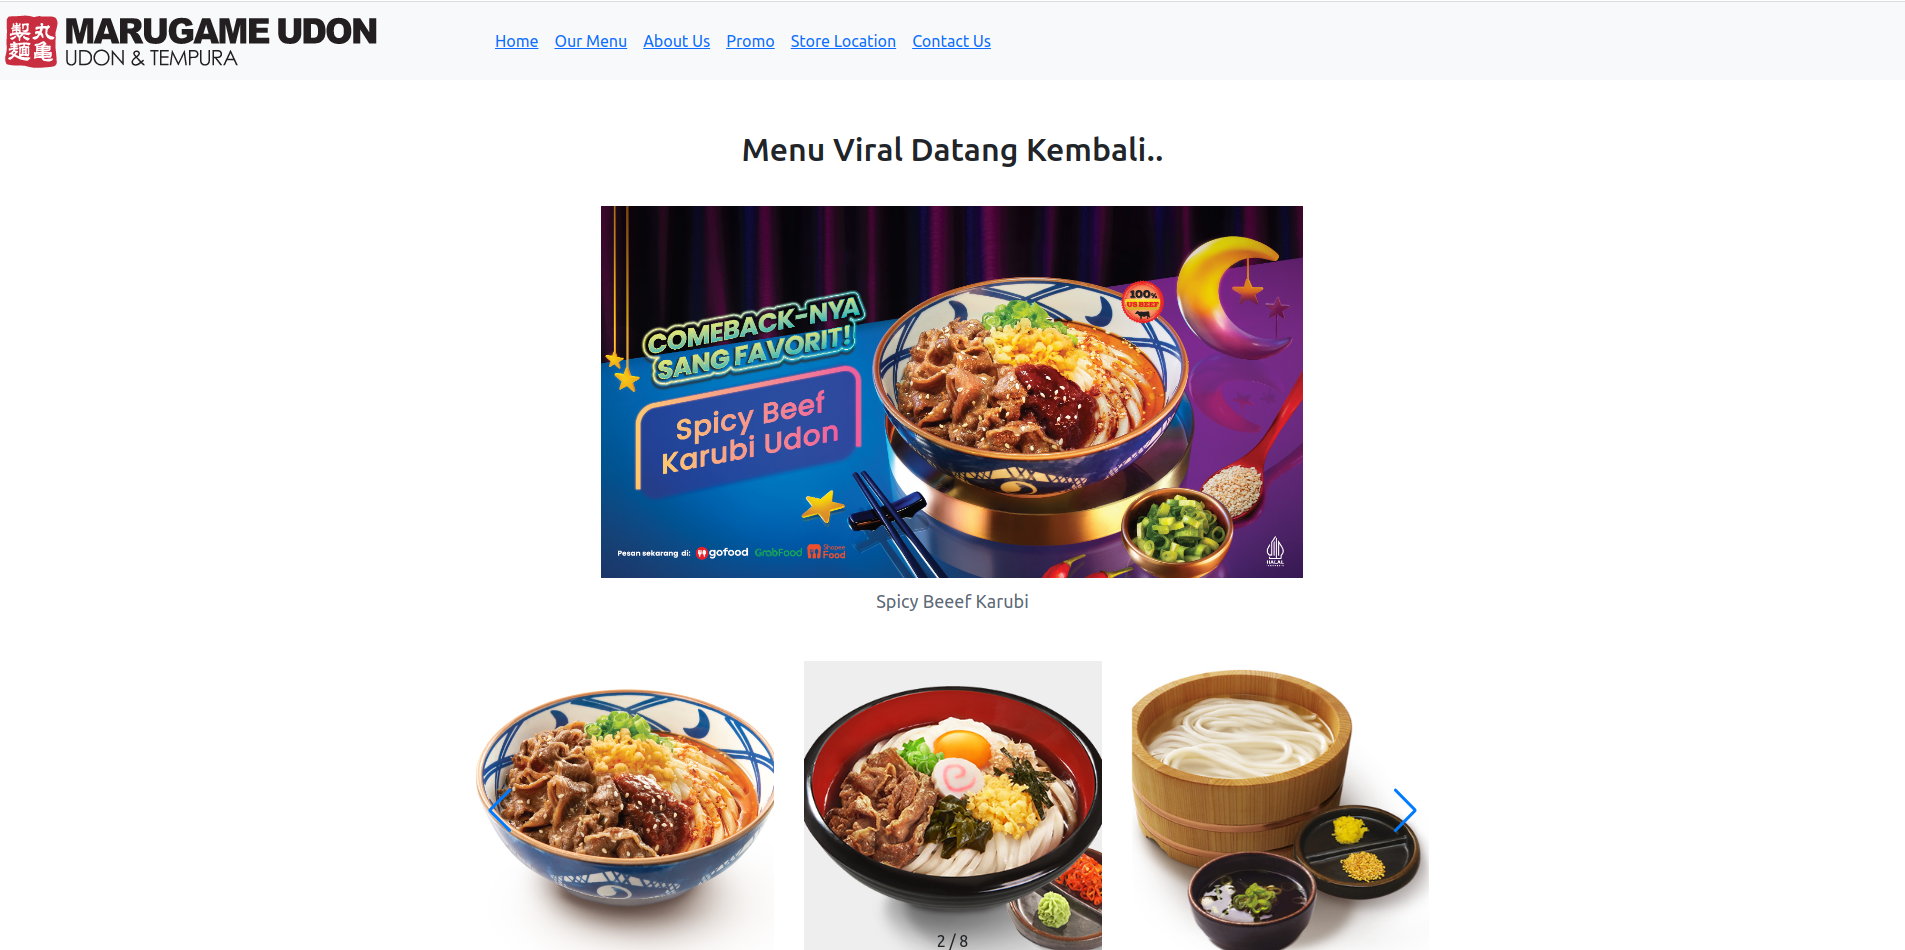 製 丸
麺 亀
MARUGAME UDON
UDON & TEMPURA
Home Our Menu About Us Promo Store Location Contact Us
Menu Viral Datang Kembali..
COMEBACK-NYA
SANG FAVORIT!
Spicy Beef
Karubi Udon
100%
US BEEF
Pesan sekarang di: gofood GrabFood Shopee Food
HALAL
Spicy Beeef Karubi
2 / 8